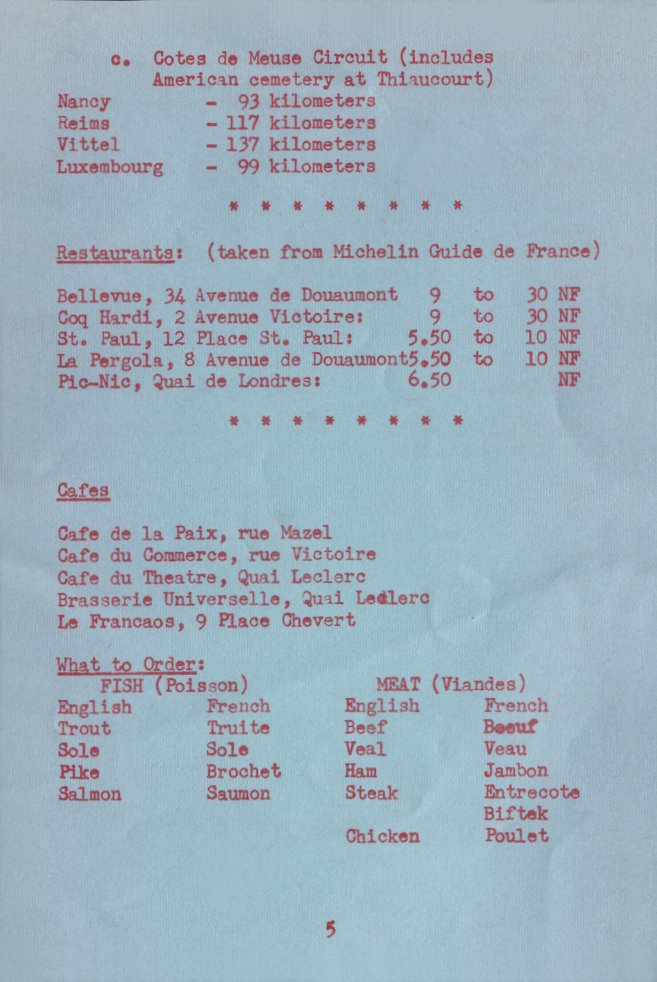 c. Cotes de Meuse Circuit (includes
American cemetery at Thiaucourt)
Nancy - 93 kilometers
Reims - 117 kilometers
Vittel - 137 kilometers
Luxembourg - 99 kilometers
* * * * * * * *
Restaurants: (taken from Michelin Guide de France)
Bellevue, 34 Avenue de Douaumont 9 to 30 NF
Coq Hardi, 2 Avenue Victoire: 9 to 30 NF
St. Paul, 12 Place St. Paul: 5.50 to 10 NF
La Pergola, 8 Avenue de Douaumont5.50 to 10 NF
Pic-Nic, Quai de Londres: 6.50 NF
* * * * * * * *
Cafes
Cafe de la Paix, rue Mazel
Cafe du Commerce, rue Victoire
Cafe du Theatre, Quai Leclerc
Brasserie Universelle, Quai Leclerc
Le Francaos, 9 Place Chevert
What to Order:
FISH (Poisson) MEAT (Viandes)
English French English French
Trout Truite Beef Boeuf
Sole Sole Veal Veau
Pike Brochet Ham Jambon
Salmon Saumon Steak Entrecote
Biftek
Chicken Poulet
5